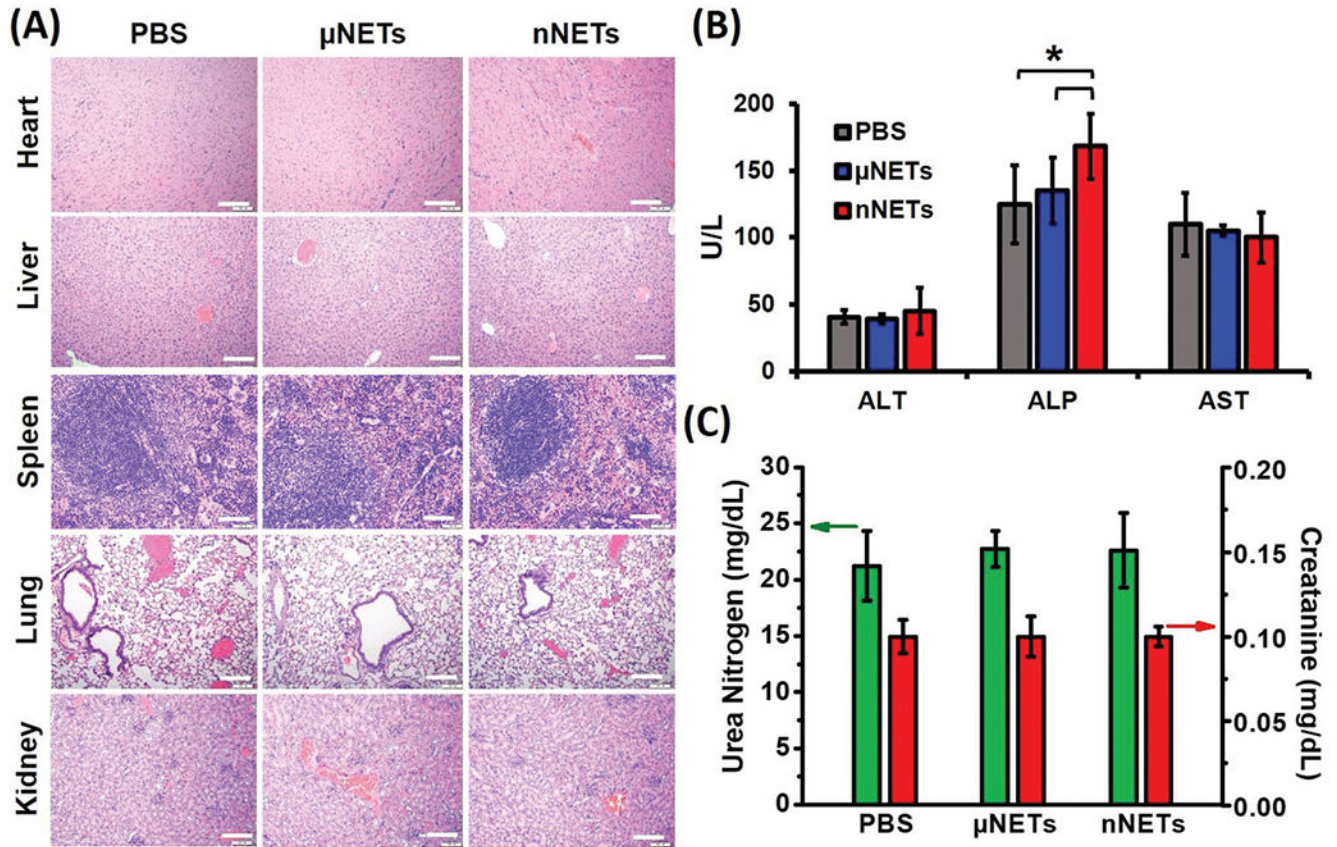 (A)
PBS
µNETs
nNETs
Heart
Liver
Spleen
Lung
Kidney
(B)
*
U/L
200
150
100
50
0
PBS
µNETs
nNETs
ALT
ALP
AST
(C)
Urea Nitrogen (mg/dL)
30
25
20
15
10
5
0
0.20
0.15
0.10
0.05
0.00
Creatanine (mg/dL)
PBS
µNETs
nNETs